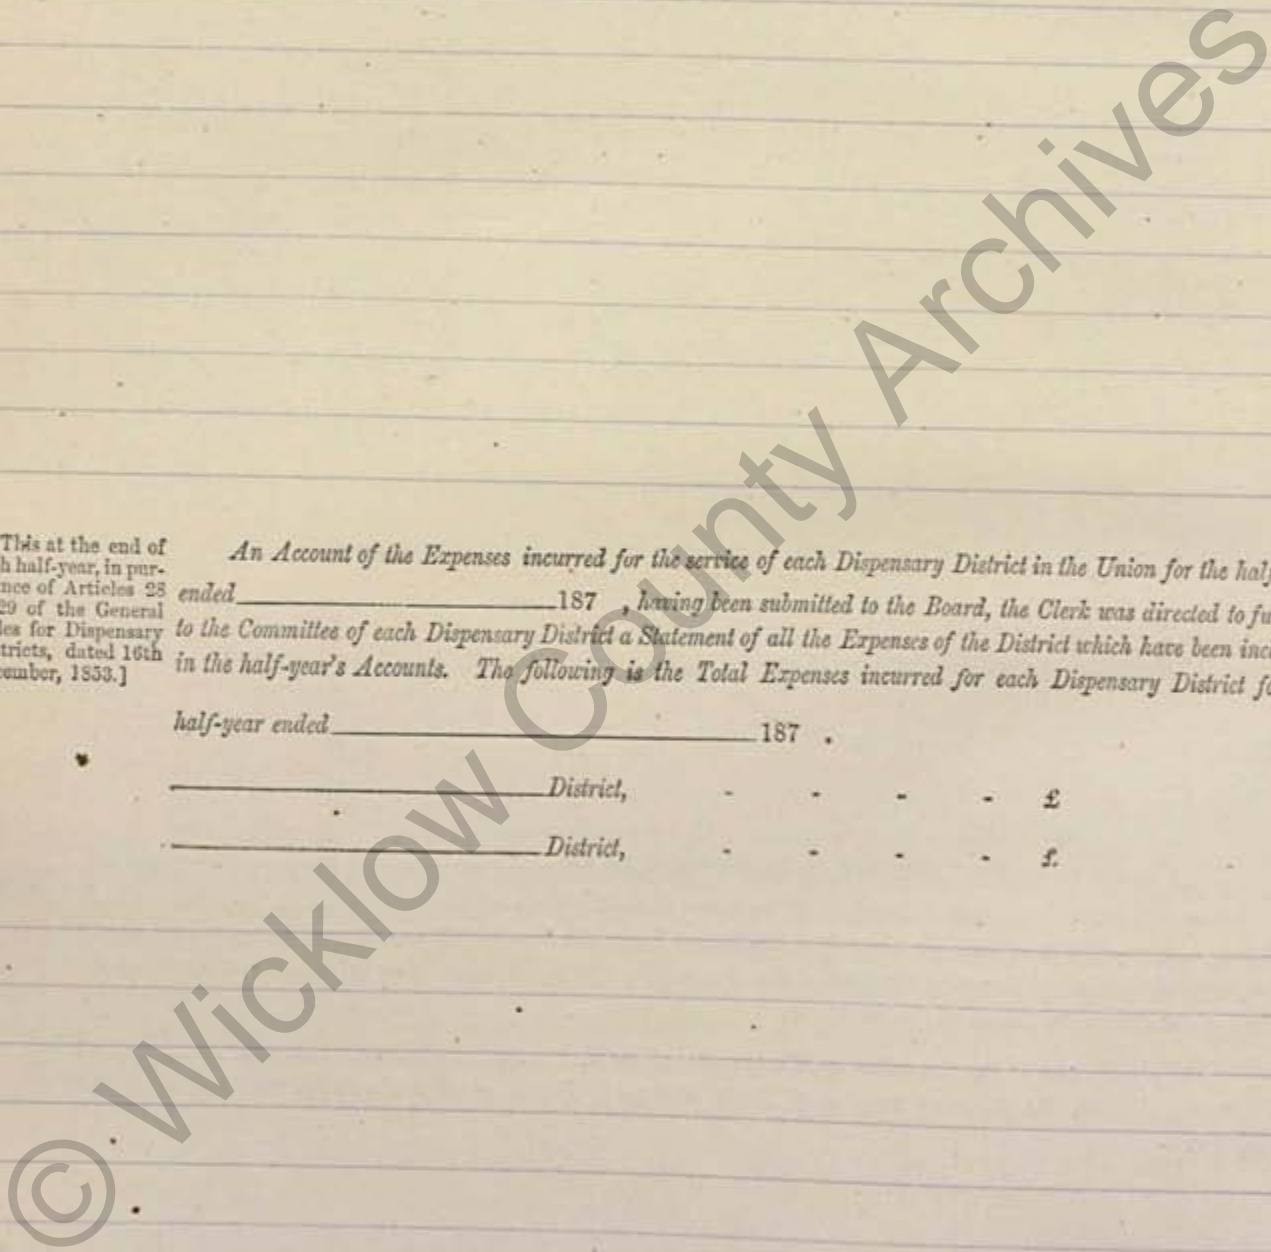 This at the end of
h half-year, in pur-
nce of Articles 28
29 of the General
les for Dispensary
tricts, dated 16th
ember, 1853.]
An Account of the Expenses incurred for the service of each Dispensary District in the Union for the half
ended 187 , having been submitted to the Board, the Clerk was directed to fu
to the Committee of each Dispensary District a Statement of all the Expenses of the District which have been inc
in the half-year's Accounts. The following is the Total Expenses incurred for each Dispensary District fo
half-year ended 187 .
District, - - - - £
District, - - - - £
© Wicklow County Archives